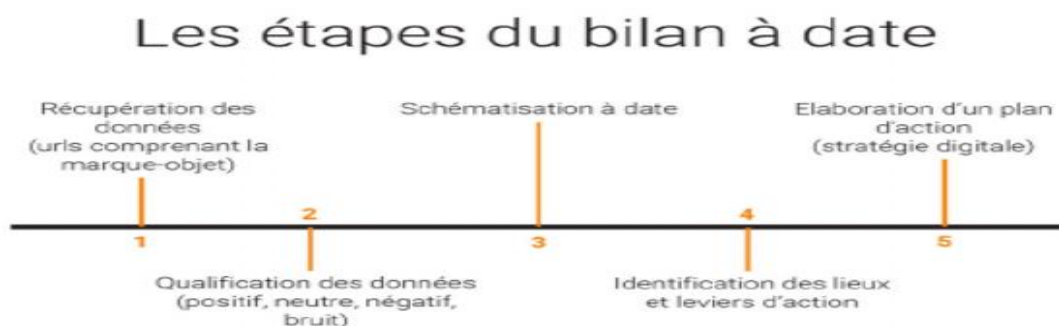 Les étapes du bilan à date
Récupération des
données
(urls comprenant la
marque-objet)
Schématisation à date
Elaboration d'un plan
d'action
(stratégie digitale)
2
4
1
3
5
Qualification des données
(positif, neutre, négatif,
bruit)
Identification des lieux
et leviers d'action